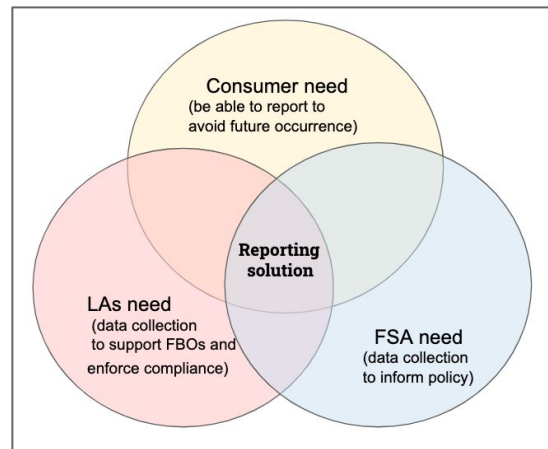 Consumer need
(be able to report to
avoid future occurrence)
Reporting
solution
LAs need
(data collection
to support FBOs and
enforce compliance)
FSA need
(data collection
to inform policy)